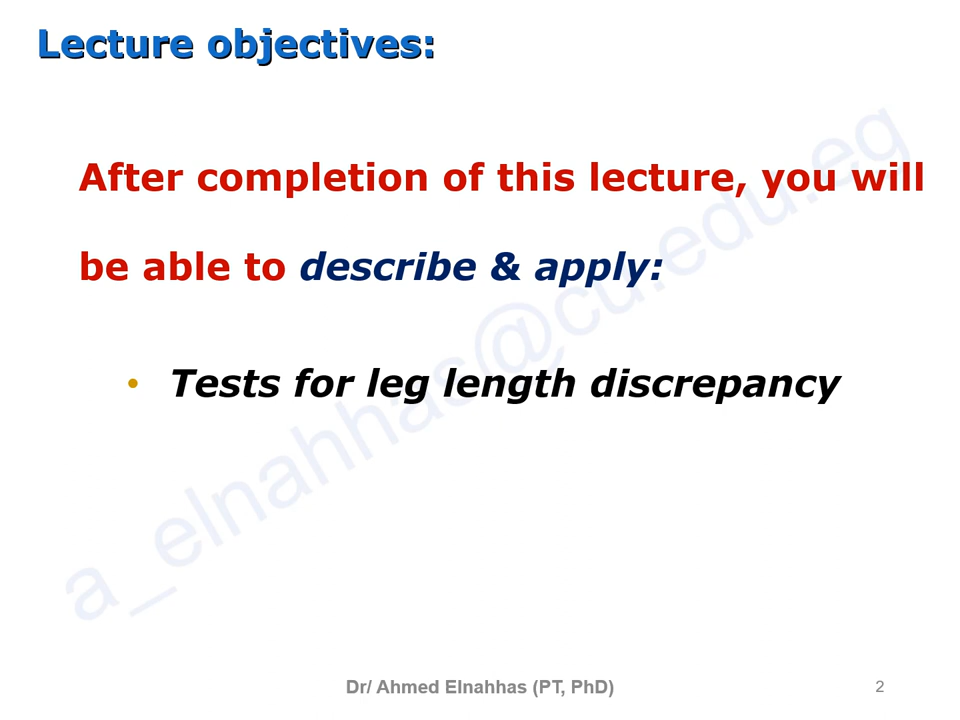 Lecture objectives:
After completion of this lecture, you will
be able to describe & apply:
• Tests for leg length discrepancy
a_elnahhas@cu.edu.eg
Dr/ Ahmed Elnahhas (PT, PhD)
2